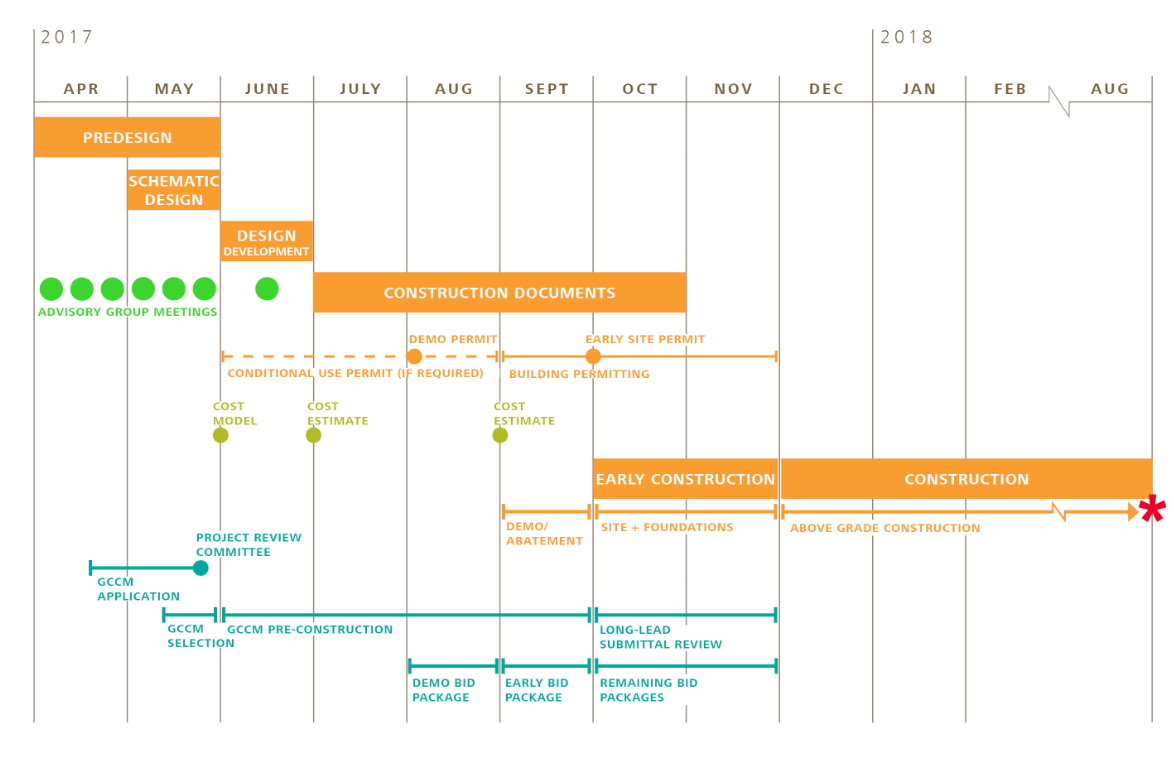 2017
2018
APR MAY JUNE JULY AUG SEPT OCT NOV DEC JAN FEB AUG
PREDESIGN
SCHEMATIC
DESIGN
DESIGN
DEVELOPMENT
CONSTRUCTION DOCUMENTS
ADVISORY GROUP MEETINGS
DEMO PERMIT
EARLY SITE PERMIT
CONDITIONAL USE PERMIT (IF REQUIRED)
BUILDING PERMITTING
COST
MODEL
COST
ESTIMATE
COST
ESTIMATE
EARLY CONSTRUCTION
CONSTRUCTION
DEMO/
ABATEMENT
SITE + FOUNDATIONS
ABOVE GRADE CONSTRUCTION
PROJECT REVIEW
COMMITTEE
GCCM
APPLICATION
GCCM
SELECTION
GCCM PRE-CONSTRUCTION
LONG-LEAD
SUBMITTAL REVIEW
DEMO BID
PACKAGE
EARLY BID
PACKAGE
REMAINING BID
PACKAGES